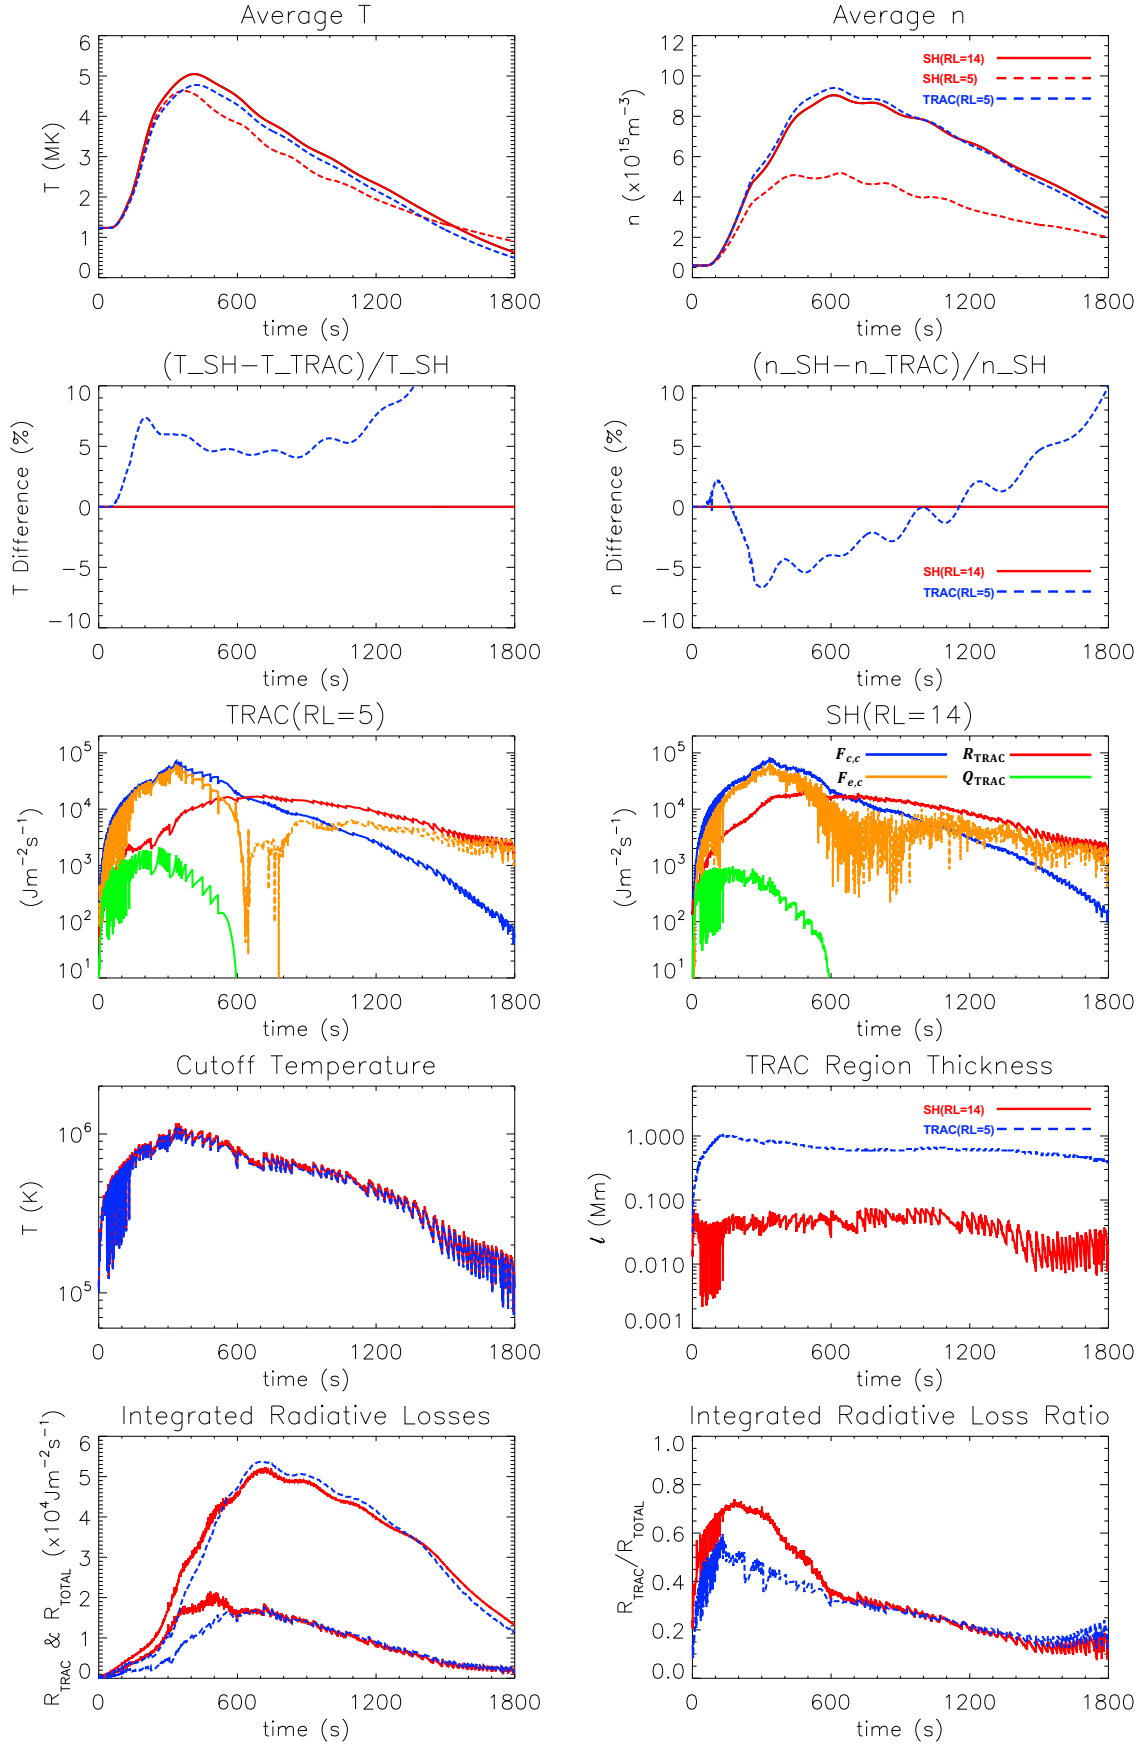 Average T
6
5
4
3
2
1
0
T (MK)
0 600 1200 1800
time (s)
Average n
12
10
8
6
4
2
0
n (x10^15 m^-3)
SH(RL=14)
SH(RL=5)
TRAC(RL=5)
0 600 1200 1800
time (s)
(T_SH-T_TRAC)/T_SH
10
5
0
-5
-10
T Difference (%)
0 600 1200 1800
time (s)
(n_SH-n_TRAC)/n_SH
10
5
0
-5
-10
n Difference (%)
SH(RL=14)
TRAC(RL=5)
0 600 1200 1800
time (s)
TRAC(RL=5)
10^5
10^4
10^3
10^2
10^1
(Jm^-2 s^-1)
0 600 1200 1800
time (s)
SH(RL=14)
10^5
10^4
10^3
10^2
10^1
(Jm^-2 s^-1)
F_c,c R_TRAC
F_e,c Q_TRAC
0 600 1200 1800
time (s)
Cutoff Temperature
10^6
10^5
T (K)
0 600 1200 1800
time (s)
TRAC Region Thickness
1.000
0.100
0.010
0.001
ℓ (Mm)
SH(RL=14)
TRAC(RL=5)
0 600 1200 1800
time (s)
Integrated Radiative Losses
6
5
4
3
2
1
0
R_TRAC & R_TOTAL (x10^4 Jm^-2 s^-1)
0 600 1200 1800
time (s)
Integrated Radiative Loss Ratio
1.0
0.8
0.6
0.4
0.2
0.0
R_TRAC/R_TOTAL
0 600 1200 1800
time (s)